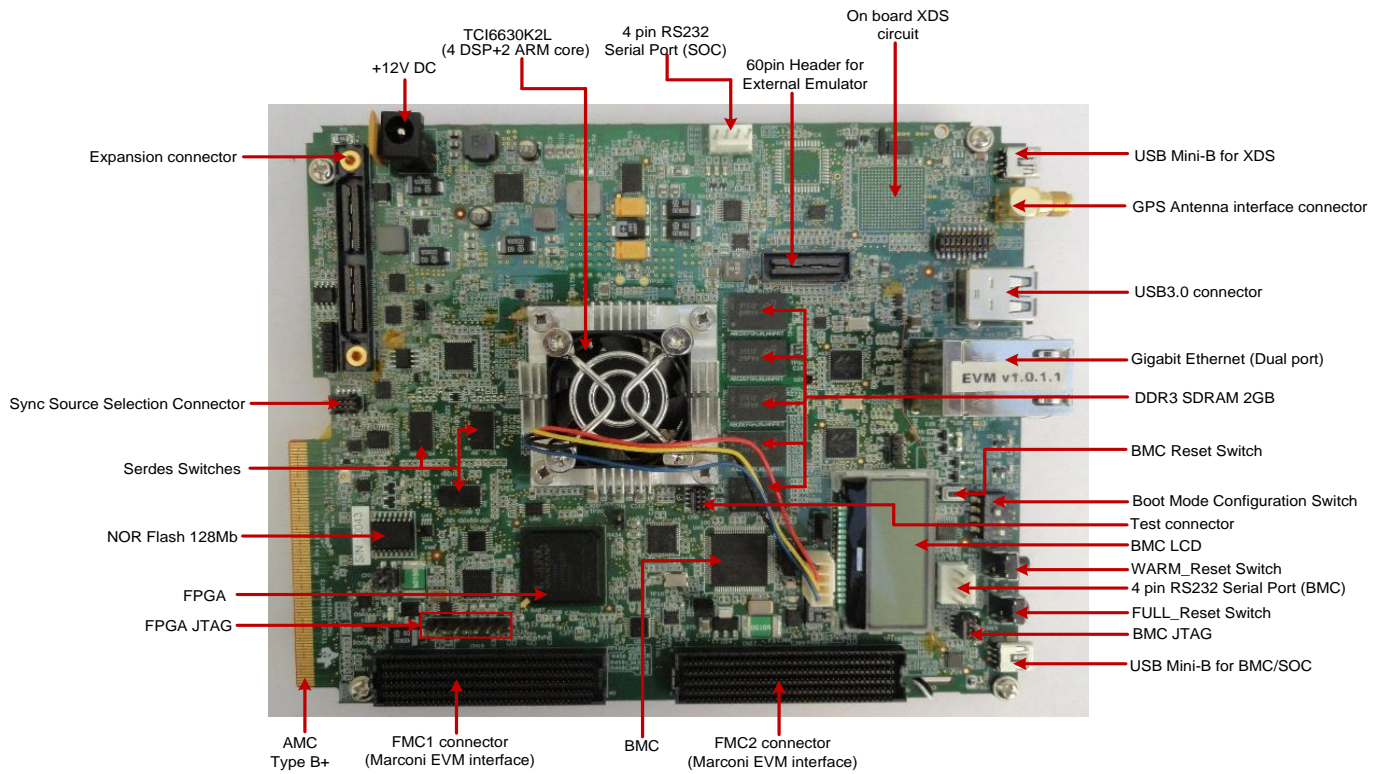 On board XDS
circuit
TCI6630K2L
(4 DSP+2 ARM core)
4 pin RS232
Serial Port (SOC)
60pin Header for
External Emulator
+12V DC
Expansion connector
USB Mini-B for XDS
GPS Antenna interface connector
USB3.0 connector
Gigabit Ethernet (Dual port)
EVM v1.0.1.1
Sync Source Selection Connector
DDR3 SDRAM 2GB
Serdes Switches
BMC Reset Switch
Boot Mode Configuration Switch
Test connector
NOR Flash 128Mb
BMC LCD
WARM_Reset Switch
FPGA
4 pin RS232 Serial Port (BMC)
FPGA JTAG
FULL_Reset Switch
BMC JTAG
USB Mini-B for BMC/SOC
AMC
Type B+
FMC1 connector
(Marconi EVM interface)
BMC
FMC2 connector
(Marconi EVM interface)